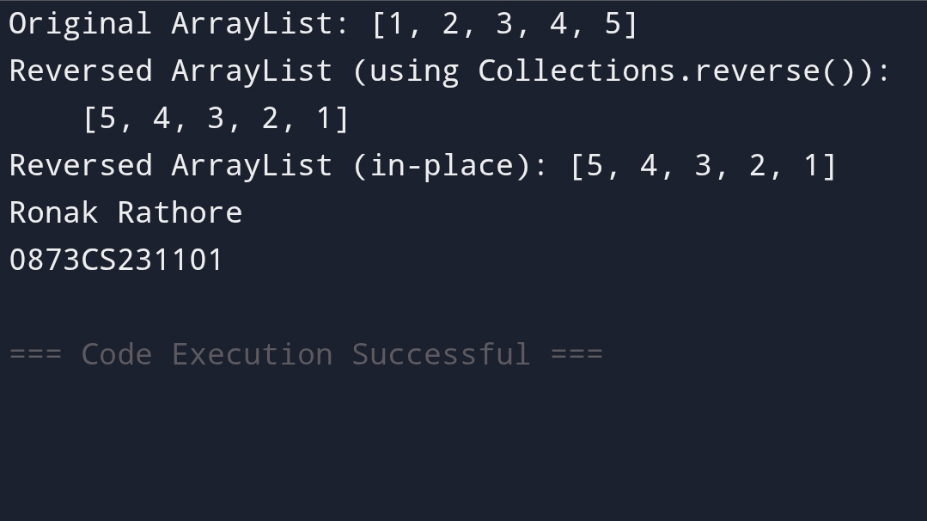 Original ArrayList: [1, 2, 3, 4, 5]
Reversed ArrayList (using Collections.reverse()):
    [5, 4, 3, 2, 1]
Reversed ArrayList (in-place): [5, 4, 3, 2, 1]
Ronak Rathore
0873CS231101
=== Code Execution Successful ===